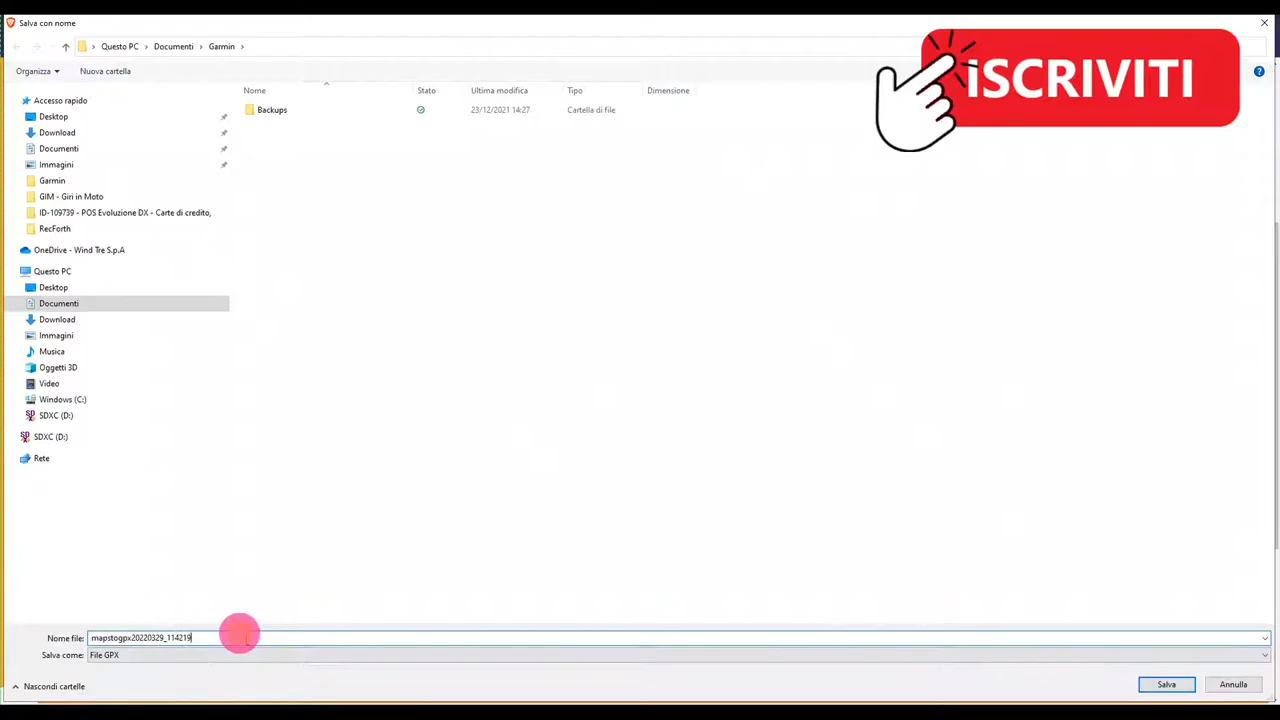 Salva con nome
Questo PC > Documenti > Garmin >
Organizza
Nuova cartella
ISCRIVITI
Nome
Stato
Ultima modifica
Tipo
Dimensione
Backups
23/12/2021 14:27
Cartella di file
Accesso rapido
Desktop
Download
Documenti
Immagini
Garmin
GIM - Giri in Moto
ID-109739 - POS Evoluzione DX - Carte di credito,
RecForth
OneDrive - Wind Tre S.p.A
Questo PC
Desktop
Documenti
Download
Immagini
Musica
Oggetti 3D
Video
Windows (C:)
SDXC (D:)
SDXC (D:)
Rete
Nome file: mapstogpx20220329_114219
Salva come: File GPX
Nascondi cartelle
Salva
Annulla